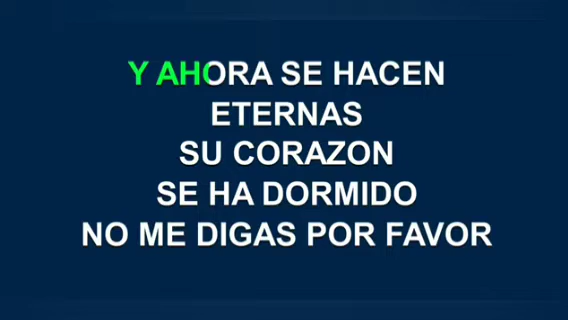 Y AHORA SE HACEN
ETERNAS
SU CORAZON
SE HA DORMIDO
NO ME DIGAS POR FAVOR